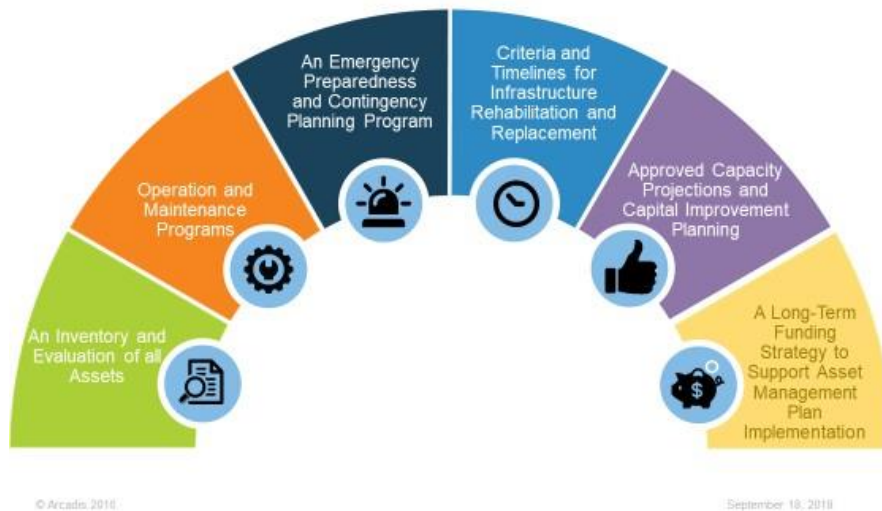 An Inventory and
Evaluation of all
Assets
Operation and
Maintenance
Programs
An Emergency
Preparedness
and Contingency
Planning Program
Criteria and
Timelines for
Infrastructure
Rehabilitation and
Replacement
Approved Capacity
Projections and
Capital Improvement
Planning
A Long-Term
Funding
Strategy to
Support Asset
Management
Plan
Implementation
$
© Arcadis 2016
September 18, 2018